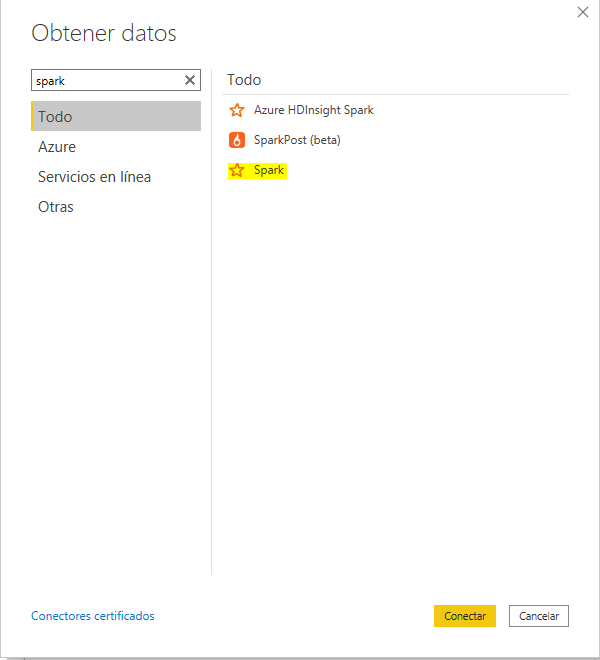 Obtener datos
spark
Todo
Azure
Servicios en línea
Otras
Todo
Azure HDInsight Spark
SparkPost (beta)
Spark
Conectores certificados
Conectar
Cancelar